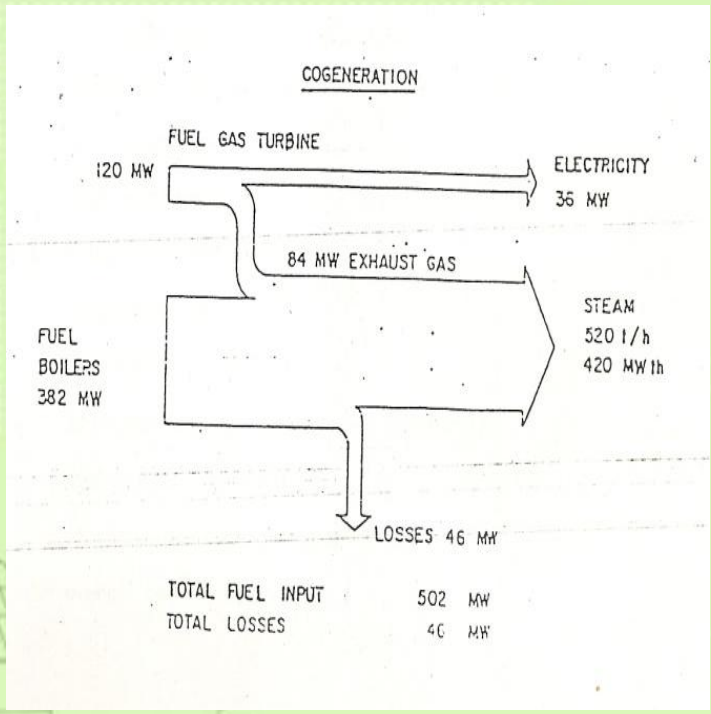 COGENERATION
FUEL GAS TURBINE
120 MW
ELECTRICITY
36 MW
84 MW EXHAUST GAS
STEAM
520 t/h
420 MWth
FUEL
BOILERS
382 MW
LOSSES 46 MW
TOTAL FUEL INPUT 502 MW
TOTAL LOSSES 46 MW